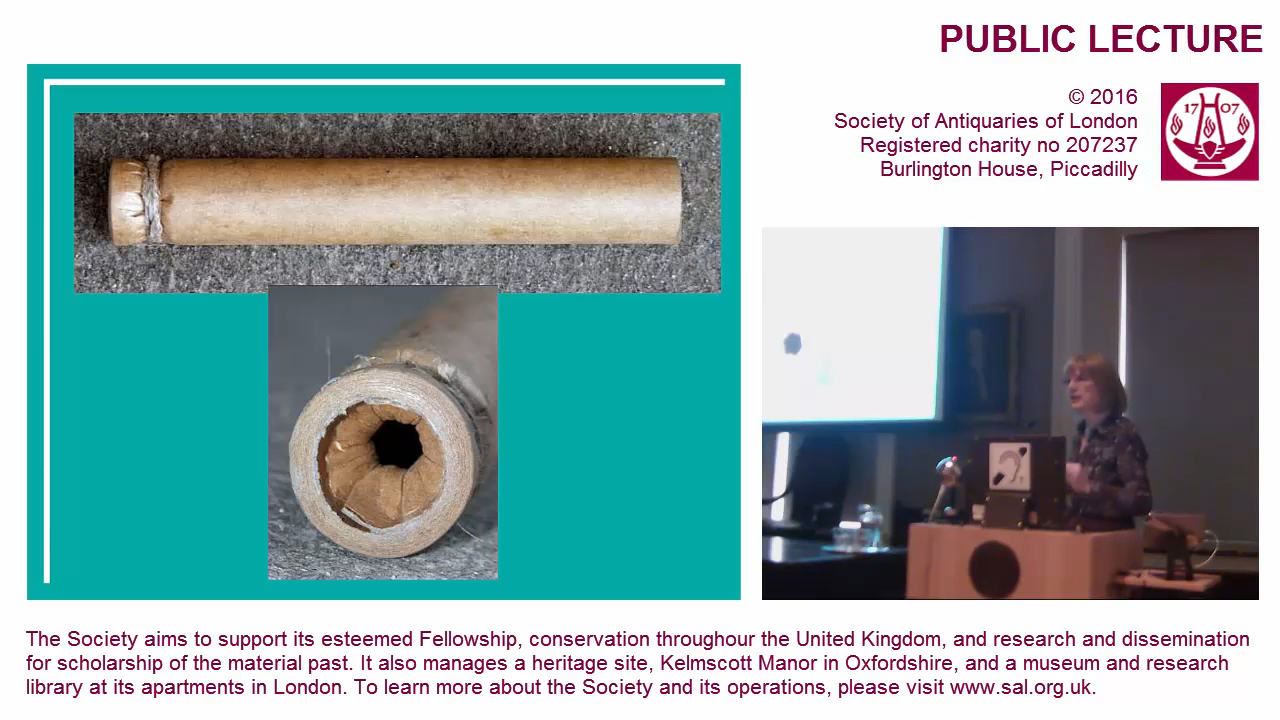 PUBLIC LECTURE
© 2016
Society of Antiquaries of London
Registered charity no 207237
Burlington House, Piccadilly
17 07
The Society aims to support its esteemed Fellowship, conservation throughour the United Kingdom, and research and dissemination
for scholarship of the material past. It also manages a heritage site, Kelmscott Manor in Oxfordshire, and a museum and research
library at its apartments in London. To learn more about the Society and its operations, please visit www.sal.org.uk.